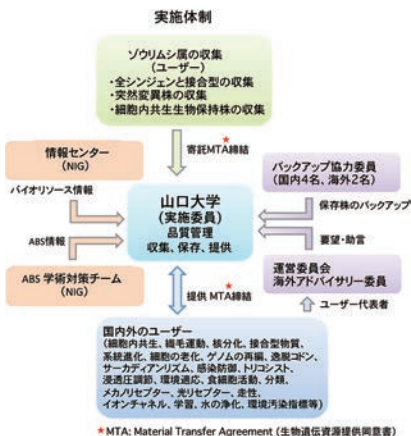 実施体制
ゾウリムシ属の収集
(ユーザー)
・全シンジェンと接合型の収集
・突然変異株の収集
・細胞内共生生物保持株の収集
★
寄託MTA締結
情報センター
(NIG)
バイオリソース情報
ABS情報
ABS 学術対策チーム
(NIG)
山口大学
(実施委員)
品質管理
収集、保存、提供
バックアップ協力委員
(国内4名、海外2名)
保存株のバックアップ
要望・助言
運営委員会
海外アドバイザリー委員
ユーザー代表者
★
提供 MTA締結
国内外のユーザー
(細胞内共生、繊毛運動、核分化、接合型物質、
系統進化、細胞の老化、ゲノムの再編、逸脱コドン、
サーカディアンリズム、感染防御、トリコシスト、
浸透圧調節、環境適応、食細胞活動、分類、
メカノリセプター、光リセプター、走性、
イオンチャネル、学習、水の浄化、環境汚染指標等)
★MTA: Material Transfer Agreement (生物遺伝資源提供同意書)